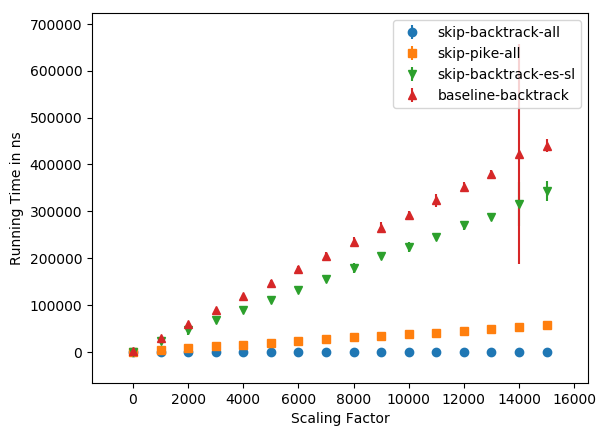 700000
600000
500000
400000
300000
200000
100000
0
Running Time in ns
skip-backtrack-all
skip-pike-all
skip-backtrack-es-sl
baseline-backtrack
0 2000 4000 6000 8000 10000 12000 14000 16000
Scaling Factor